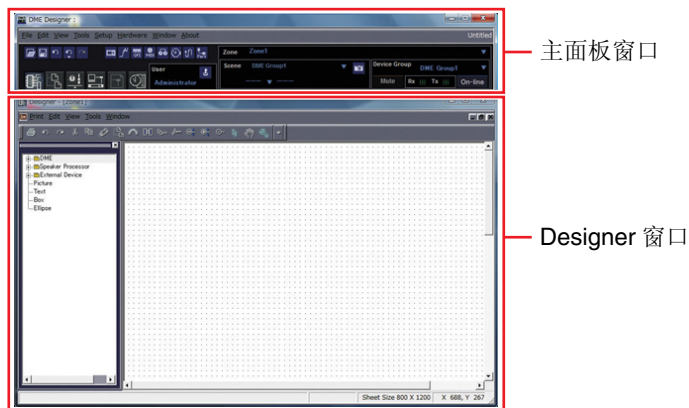 DME Designer :
File Edit View Tools Setup Hardware Window About
Untitled
Zone Zone1
User
Administrator
Scene DME Group1
---- ▼ ----
Device Group DME Group1
Mute Rx Tx On-line
主面板窗口
Designer - [Zone1]
Print Edit View Tools Window
DME
Speaker Processor
External Device
Picture
Text
Box
Ellipse
Designer 窗口
Sheet Size 800 X 1200 X 688, Y 267